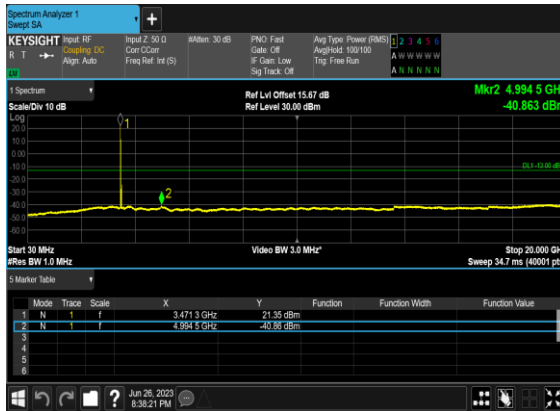 Spectrum Analyzer 1
Swept SA
+
KEYSIGHT
R T
Input: RF
Coupling: DC
Align: Auto
Input Z: 50 Ω
Corr CCorr
Freq Ref: Int (S)
#Atten: 30 dB
PNO: Fast
Gate: Off
IF Gain: Low
Sig Track: Off
Avg Type: Power (RMS)
Avg|Hold: 100/100
Trig: Free Run
1 2 3 4 5 6
A W W W W W
A N N N N N
1 Spectrum
Scale/Div 10 dB
Log
Ref Lvl Offset 15.67 dB
Ref Level 30.00 dBm
Mkr2 4.994 5 GHz
-40.863 dBm
20.0
10.0
0.00
-10.0
-20.0
-30.0
-40.0
-50.0
-60.0
1
2
DL1 -13.00 dB
Start 30 MHz
#Res BW 1.0 MHz
Video BW 3.0 MHz*
Stop 20.000 GH
Sweep 34.7 ms (40001 pts
5 Marker Table
Mode Trace Scale X Y Function Function Width Function Value
1 N 1 f 3.471 3 GHz 21.35 dBm
2 N 1 f 4.994 5 GHz -40.86 dBm
3
4
5
6
?
Jun 26, 2023
8:38:21 PM